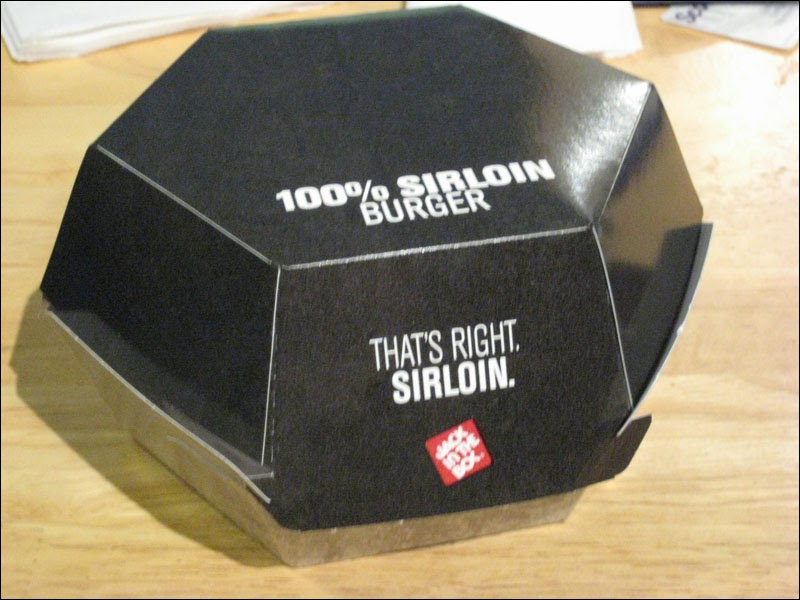 100% SIRLOIN
BURGER
THAT'S RIGHT.
SIRLOIN.
JACK
IN THE
BOX